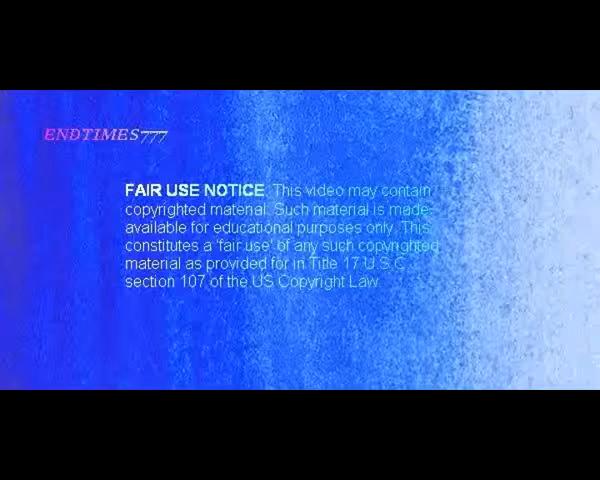 ENDTIMES777
FAIR USE NOTICE: This video may contain
copyrighted material. Such material is made
available for educational purposes only. This
constitutes a 'fair use' of any such copyrighted
material as provided for in Title 17 U.S.C.
section 107 of the US Copyright Law.